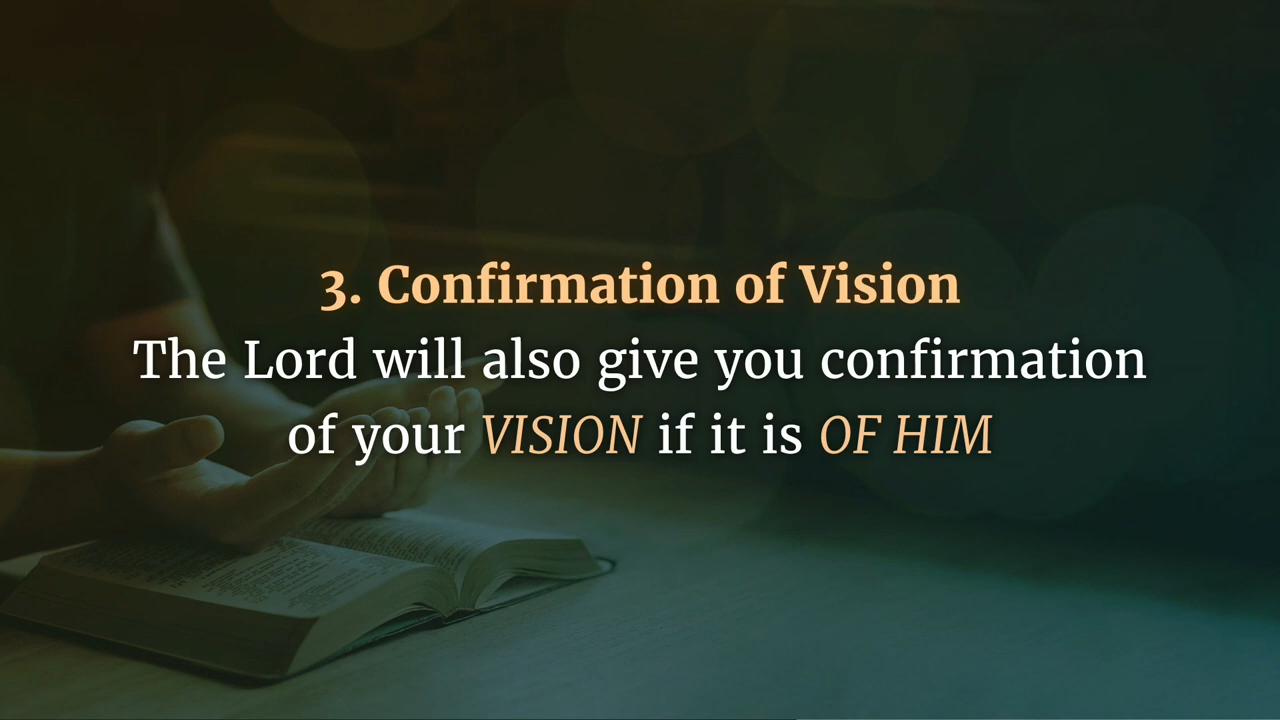 3. Confirmation of Vision
The Lord will also give you confirmation
of your VISION if it is OF HIM